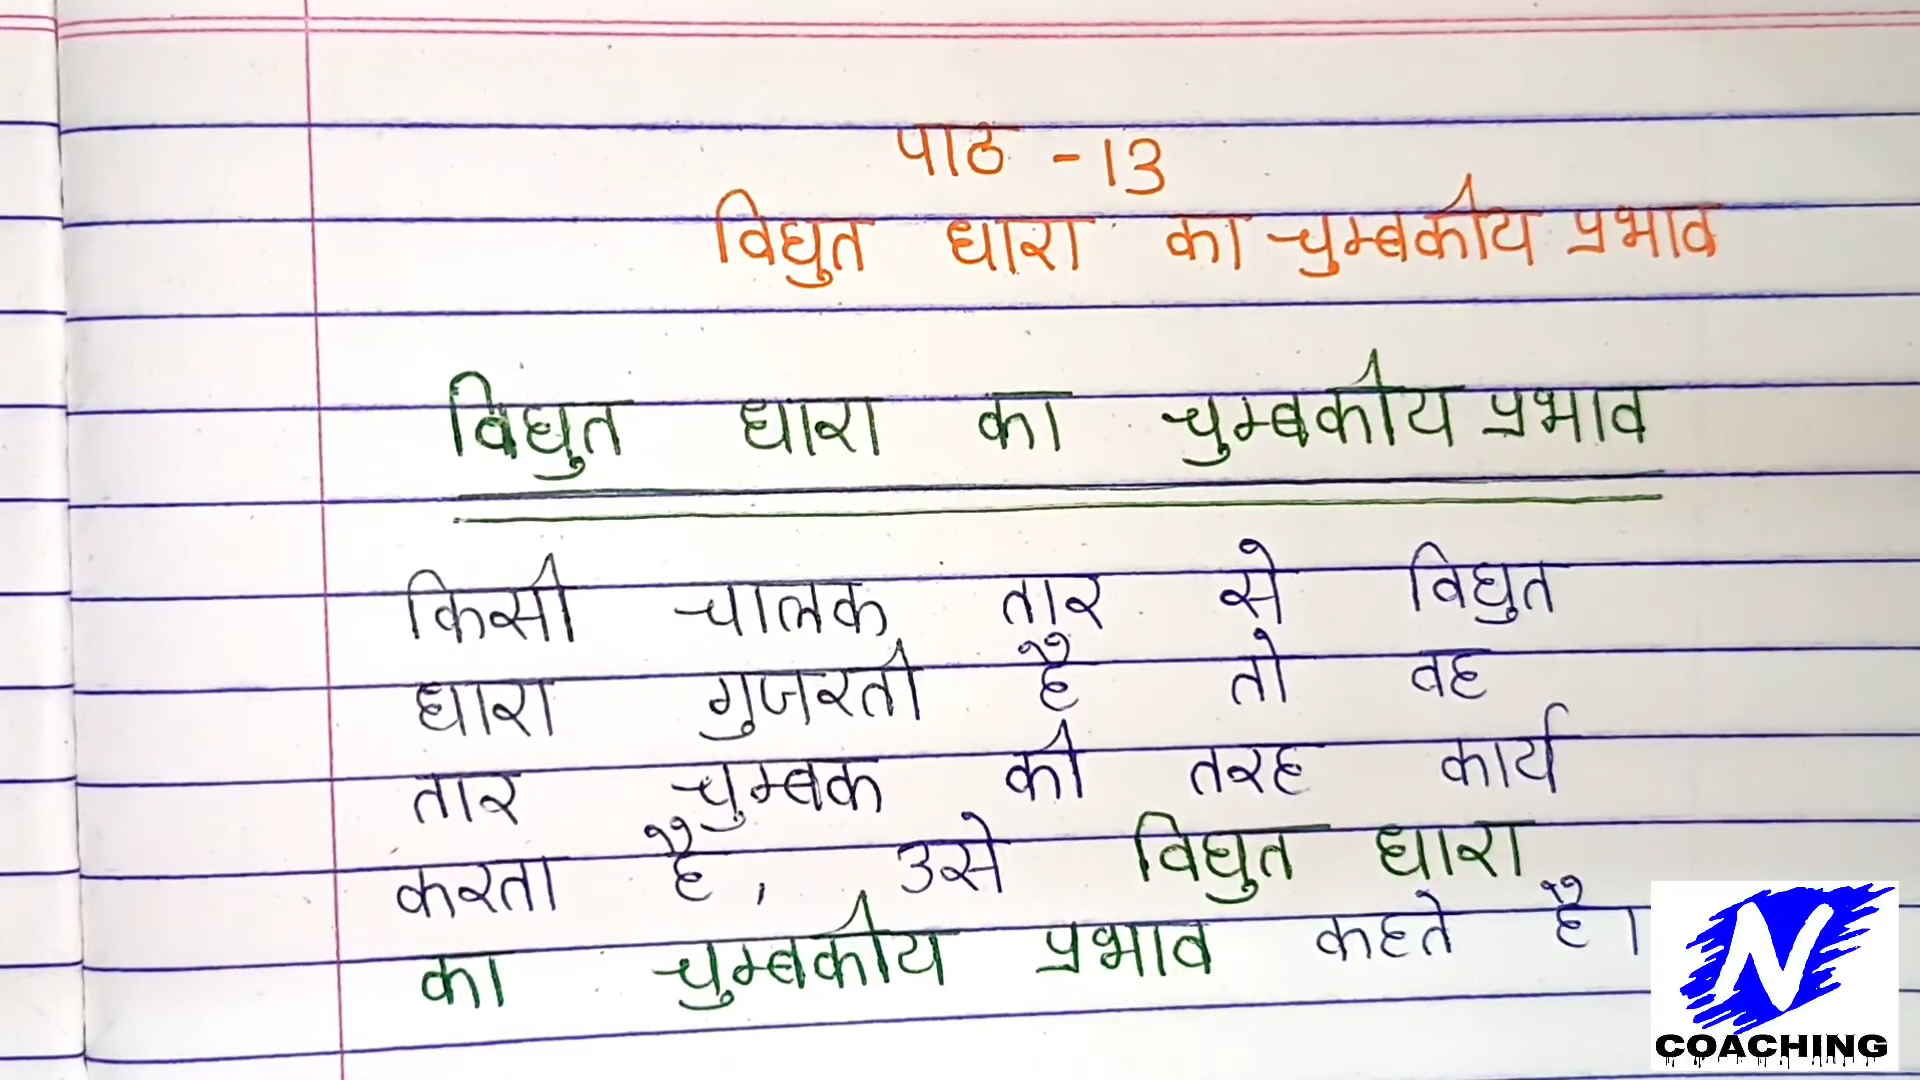 पाठ -13
विधुत धारा का चुम्बकीय प्रभाव
विधुत धारा का चुम्बकीय प्रभाव
किसी चालक तार से विधुत
धारा गुजरती है तो वह
तार चुम्बक की तरह कार्य
करता है, उसे विधुत धारा
का चुम्बकीय प्रभाव कहते है।
N
COACHING